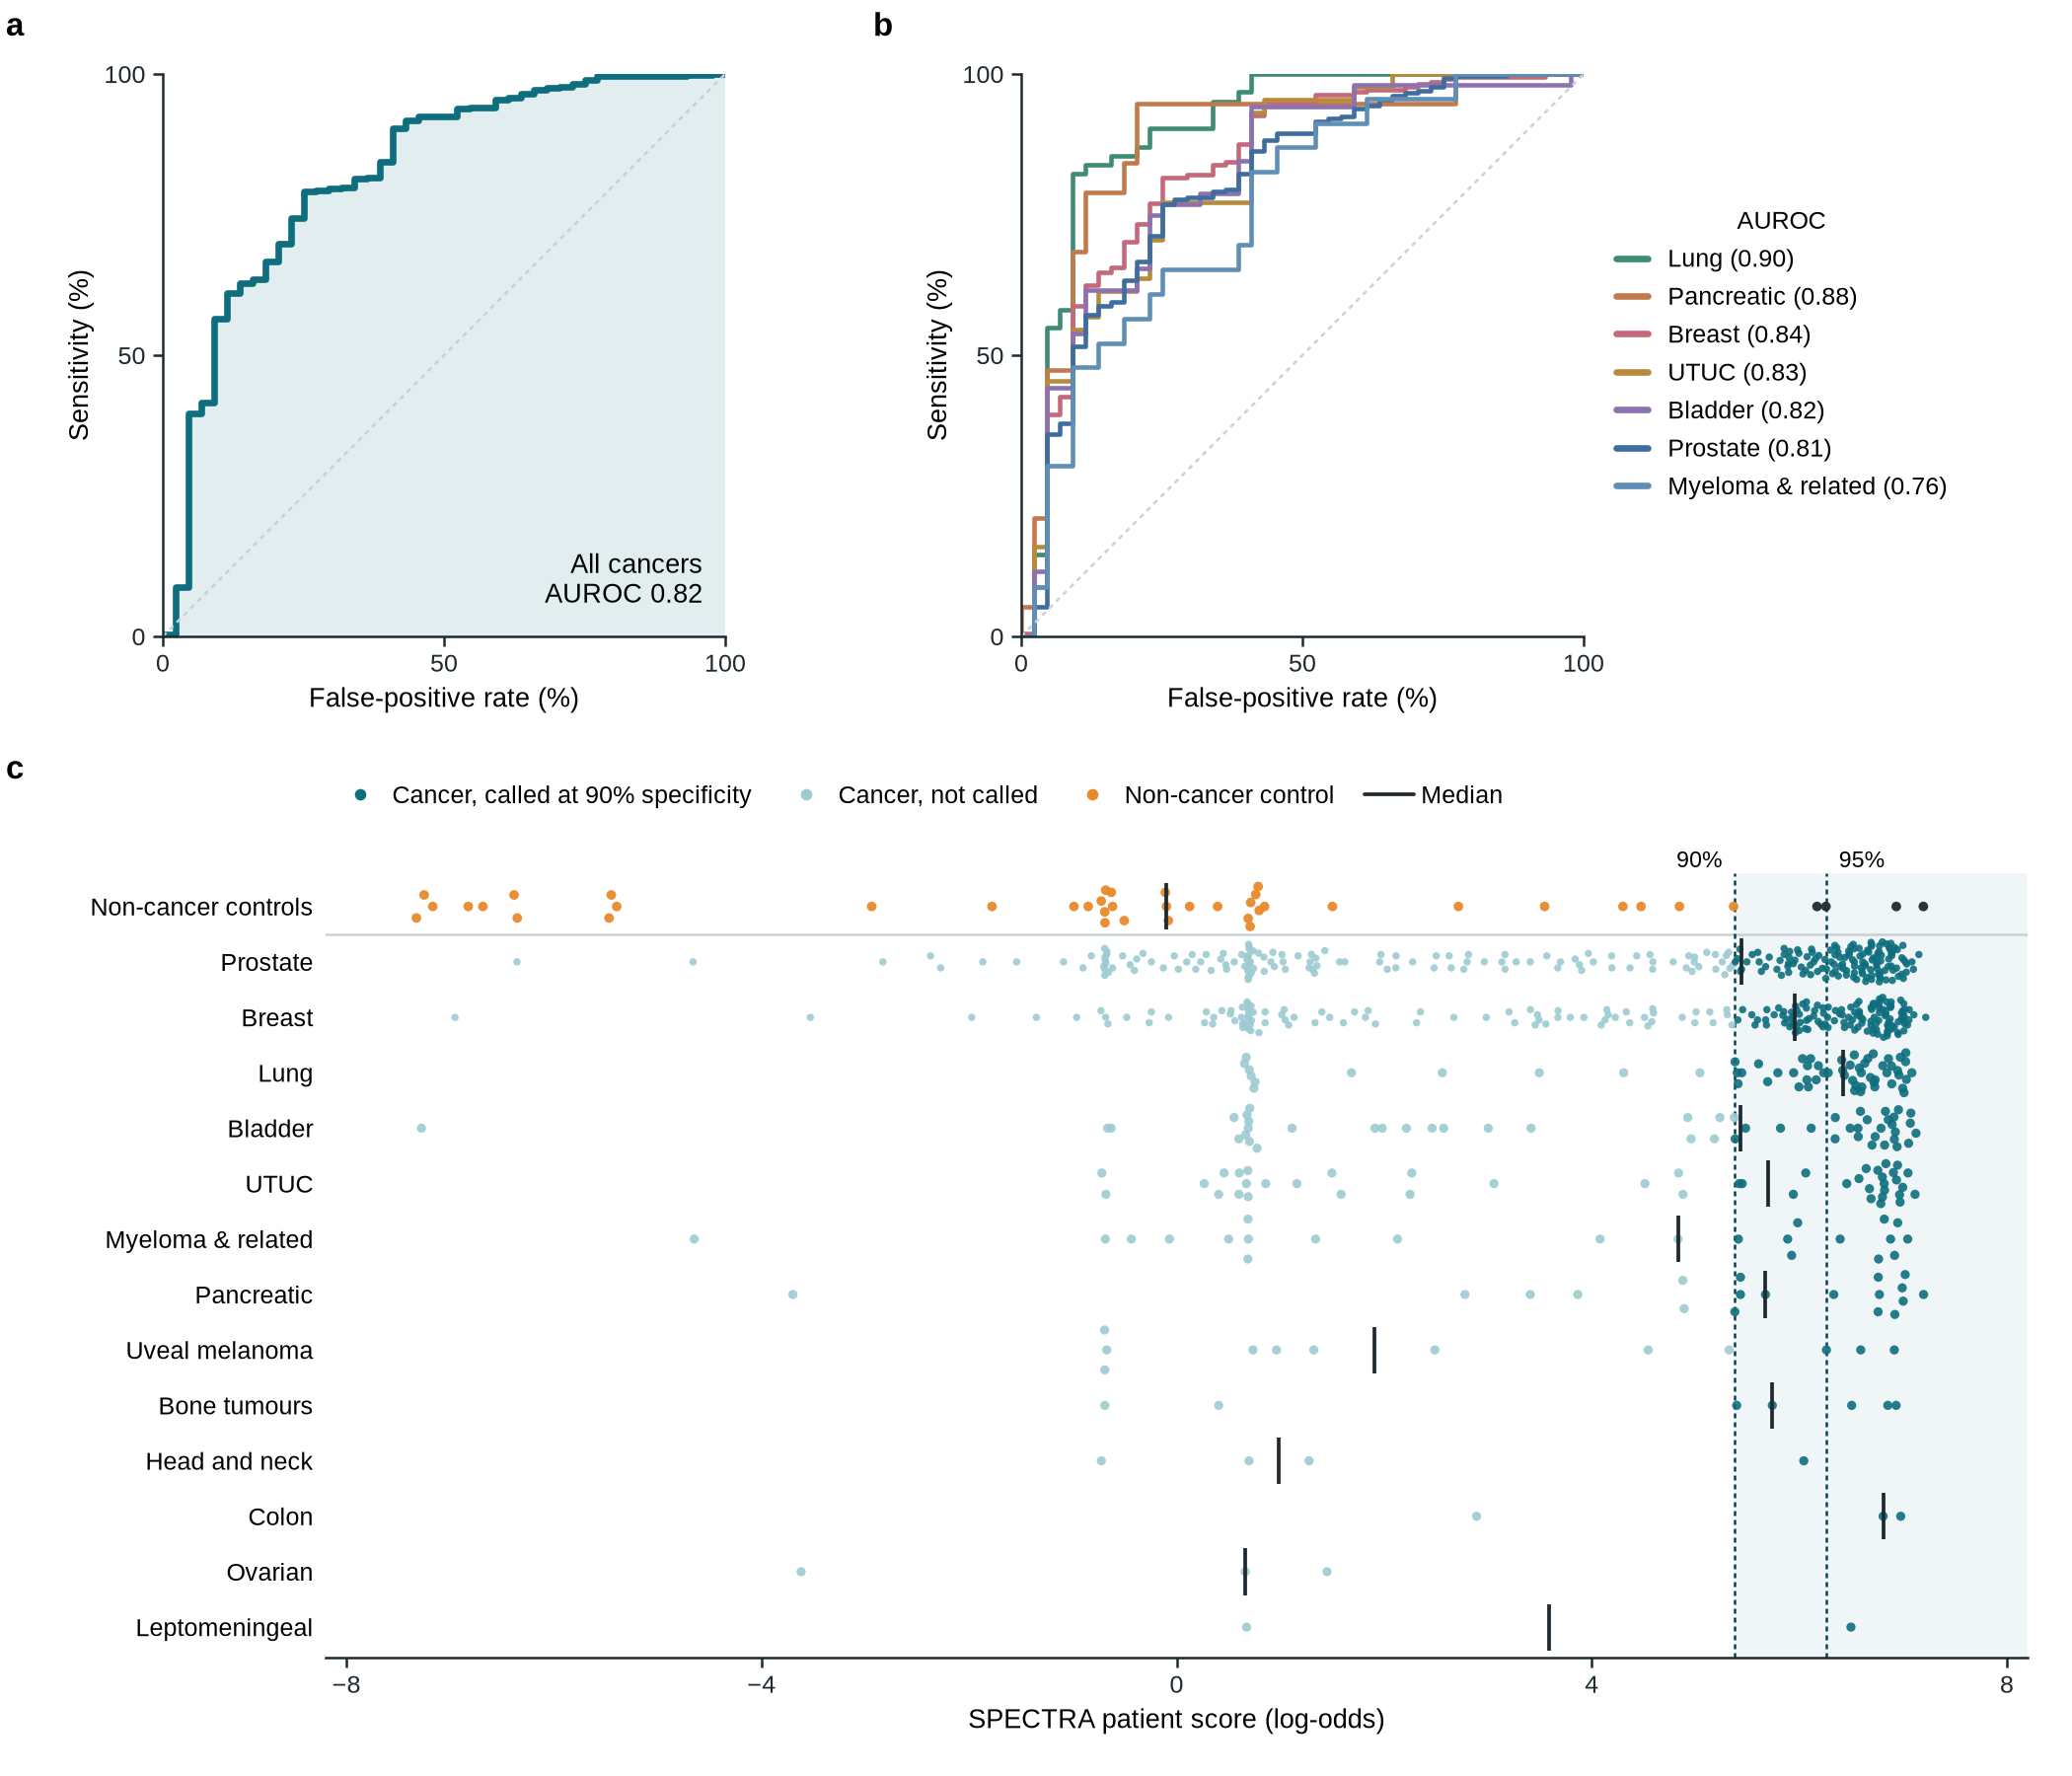 a
100
50
0
0
50
100
Sensitivity (%)
False-positive rate (%)
All cancers
AUROC 0.82
b
100
50
0
0
50
100
Sensitivity (%)
False-positive rate (%)
AUROC
Lung (0.90)
Pancreatic (0.88)
Breast (0.84)
UTUC (0.83)
Bladder (0.82)
Prostate (0.81)
Myeloma & related (0.76)
c
Cancer, called at 90% specificity
Cancer, not called
Non-cancer control
Median
90%
95%
Non-cancer controls
Prostate
Breast
Lung
Bladder
UTUC
Myeloma & related
Pancreatic
Uveal melanoma
Bone tumours
Head and neck
Colon
Ovarian
Leptomeningeal
−8
−4
0
4
8
SPECTRA patient score (log-odds)